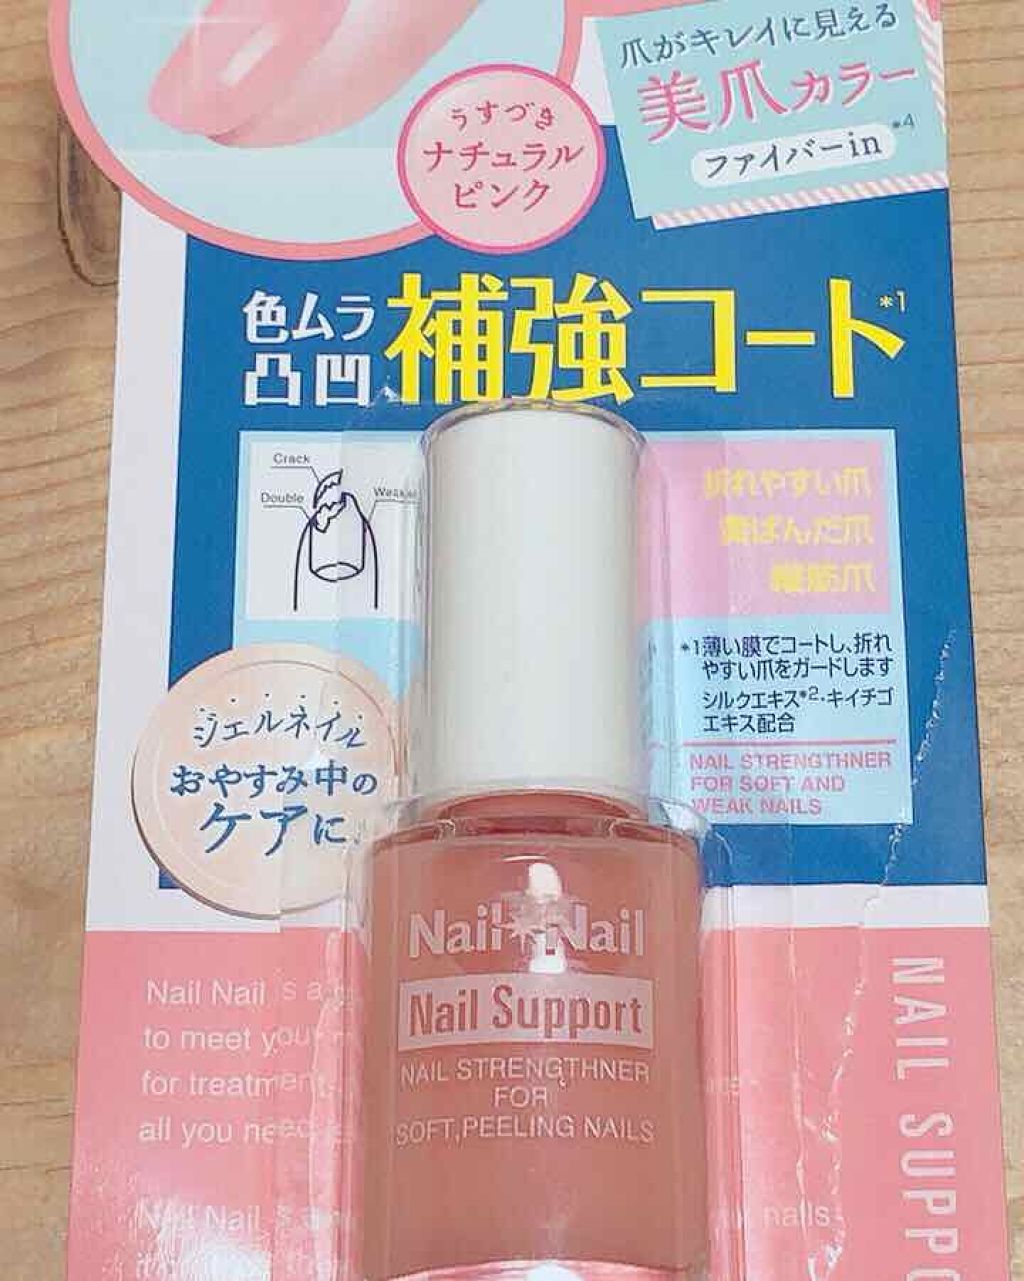 爪がキレイに見える
美爪カラー
ファイバーin*4
うすづき
ナチュラル
ピンク
色ムラ
凸凹
補強コート*1
Crack
Double
折れやすい爪
黄ばんだ爪
縦筋爪
*1薄い膜でコートし、折れ
やすい爪をガードします
シルクエキス*2・キイチゴ
エキス配合
NAIL STRENGTHNER
FOR SOFT AND
WEAK NAILS
ジェルネイル
おやすみ中の
ケアに
Nail Nail
Nail Support
NAIL STRENGTHNER
FOR
SOFT,PEELING NAILS
Nail Nail is a
to meet your
for treatment
all you need
Nail Nail
nails
NAIL SUPPO